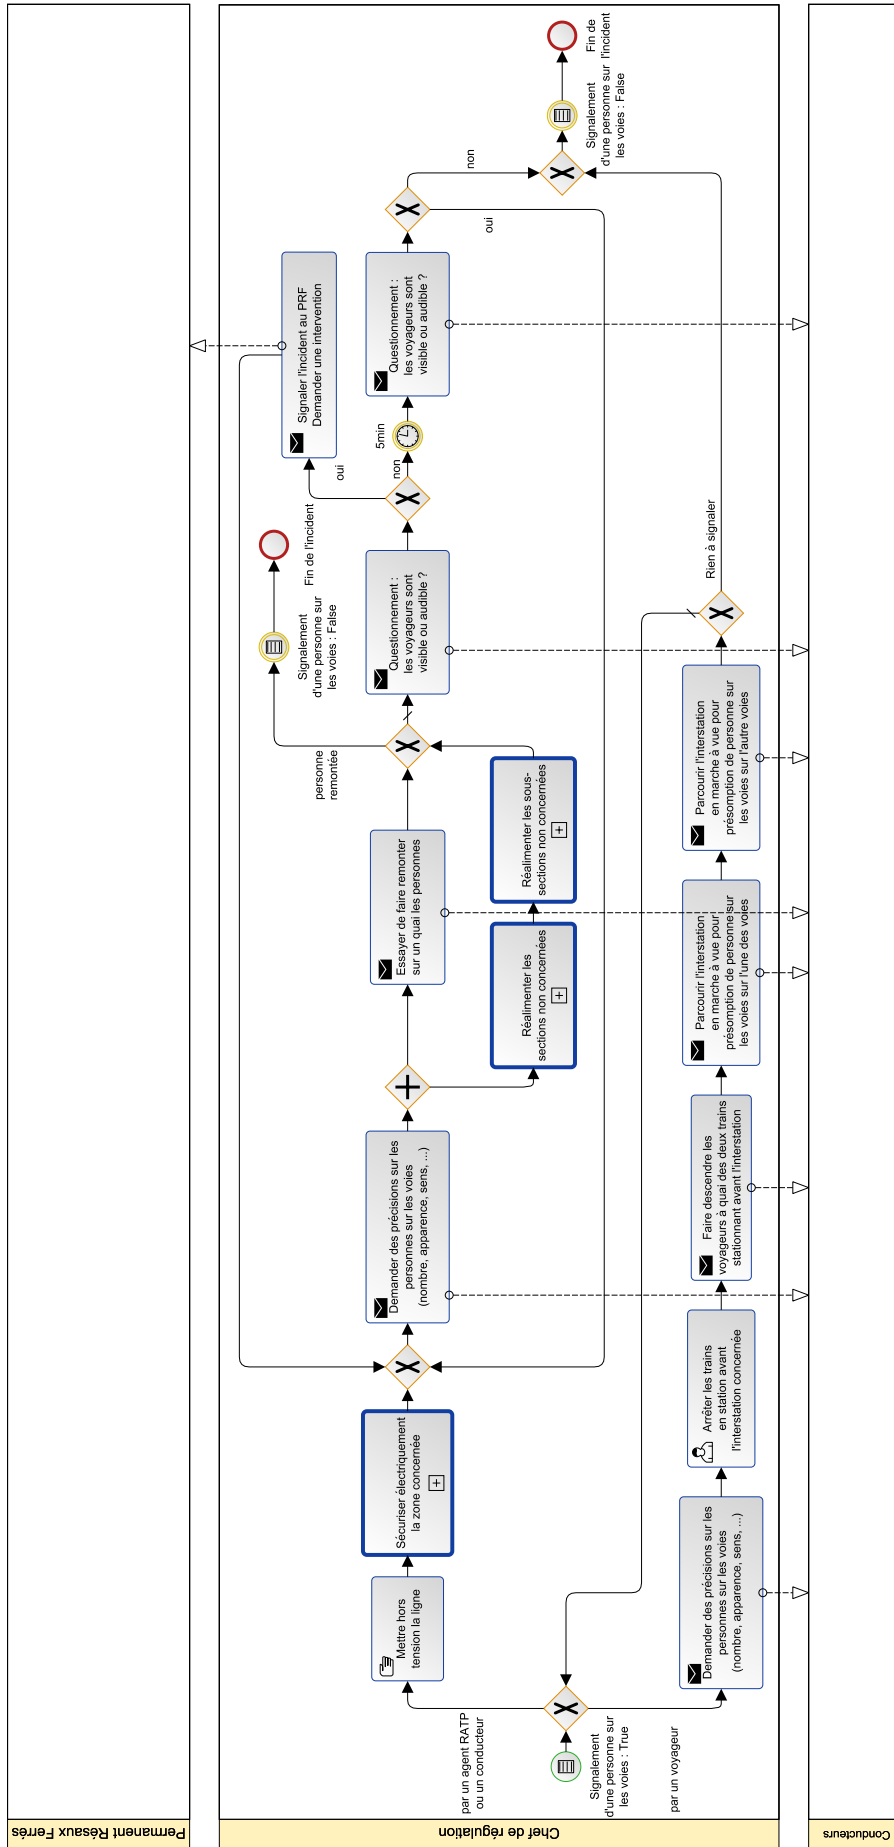 Permanent Résaux Ferrés
Chef de régulation
Conducteurs
Signalement
d'une personne sur
les voies : True
par un agent RATP
ou un conducteur
par un voyageur
Mettre hors
tension la ligne
Sécuriser électriquement
la zone concernée
Demander des précisions sur les
personnes sur les voies
(nombre, apparence, sens, ...)
Essayer de faire remonter
sur un quai les personnes
Réalimenter les
sections non concernées
Réalimenter les sous-
sections non concernées
personne
remontée
Signalement
d'une personne sur
les voies : False
Fin de l'incident
Questionnement :
les voyageurs sont
visible ou audible ?
oui
non
Signaler l'incident au PRF
Demander une intervention
5min
Questionnement :
les voyageurs sont
visible ou audible ?
non
oui
Signalement
d'une personne sur
les voies : False
Fin de
l'incident
Demander des précisions sur les
personnes sur les voies
(nombre, apparence, sens, ...)
Arrêter les trains
en station avant
l'interstation concernée
Faire descendre les
voyageurs à quai des deux trains
stationnant avant l'interstation
Parcourir l'interstation
en marche à vue pour
présomption de personne sur
les voies sur l'une des voies
Parcourir l'interstation
en marche à vue pour
présomption de personne sur
les voies sur l'autre voies
Rien à signaler